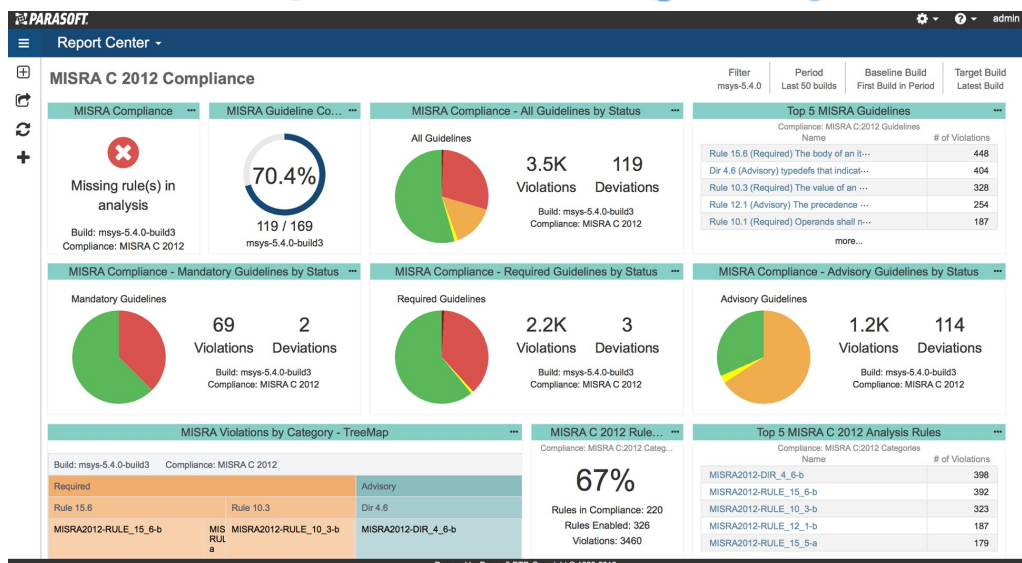 PARASOFT.
admin
Report Center
MISRA C 2012 Compliance
Filter
msys-5.4.0
Period
Last 50 builds
Baseline Build
First Build in Period
Target Build
Latest Build
MISRA Compliance ...
Missing rule(s) in
analysis
Build: msys-5.4.0-build3
Compliance: MISRA C 2012
MISRA Guideline Co... ...
70.4%
119 / 169
msys-5.4.0-build3
MISRA Compliance - All Guidelines by Status ...
All Guidelines
3.5K
Violations
119
Deviations
Build: msys-5.4.0-build3
Compliance: MISRA C 2012
Top 5 MISRA Guidelines ...
Compliance: MISRA C:2012 Guidelines
Name # of Violations
Rule 15.6 (Required) The body of an it... 448
Dir 4.6 (Advisory) typedefs that indicat... 404
Rule 10.3 (Required) The value of an ... 328
Rule 12.1 (Advisory) The precedence ... 254
Rule 10.1 (Required) Operands shall n... 187
more...
MISRA Compliance - Mandatory Guidelines by Status ...
Mandatory Guidelines
69
Violations
2
Deviations
Build: msys-5.4.0-build3
Compliance: MISRA C 2012
MISRA Compliance - Required Guidelines by Status ...
Required Guidelines
2.2K
Violations
3
Deviations
Build: msys-5.4.0-build3
Compliance: MISRA C 2012
MISRA Compliance - Advisory Guidelines by Status ...
Advisory Guidelines
1.2K
Violations
114
Deviations
Build: msys-5.4.0-build3
Compliance: MISRA C 2012
MISRA Violations by Category - TreeMap ...
Build: msys-5.4.0-build3 Compliance: MISRA C 2012
Required Advisory
Rule 15.6 Rule 10.3 Dir 4.6
MISRA2012-RULE_15_6-b
MIS
RUL
a
MISRA2012-RULE_10_3-b
MISRA2012-DIR_4_6-b
MISRA C 2012 Rule... ...
Compliance: MISRA C:2012 Categ...
67%
Rules in Compliance: 220
Rules Enabled: 326
Violations: 3460
Top 5 MISRA C 2012 Analysis Rules ...
Compliance: MISRA C:2012 Categories
Name # of Violations
MISRA2012-DIR_4_6-b 398
MISRA2012-RULE_15_6-b 392
MISRA2012-RULE_10_3-b 323
MISRA2012-RULE_12_1-b 187
MISRA2012-RULE_15_5-a 179